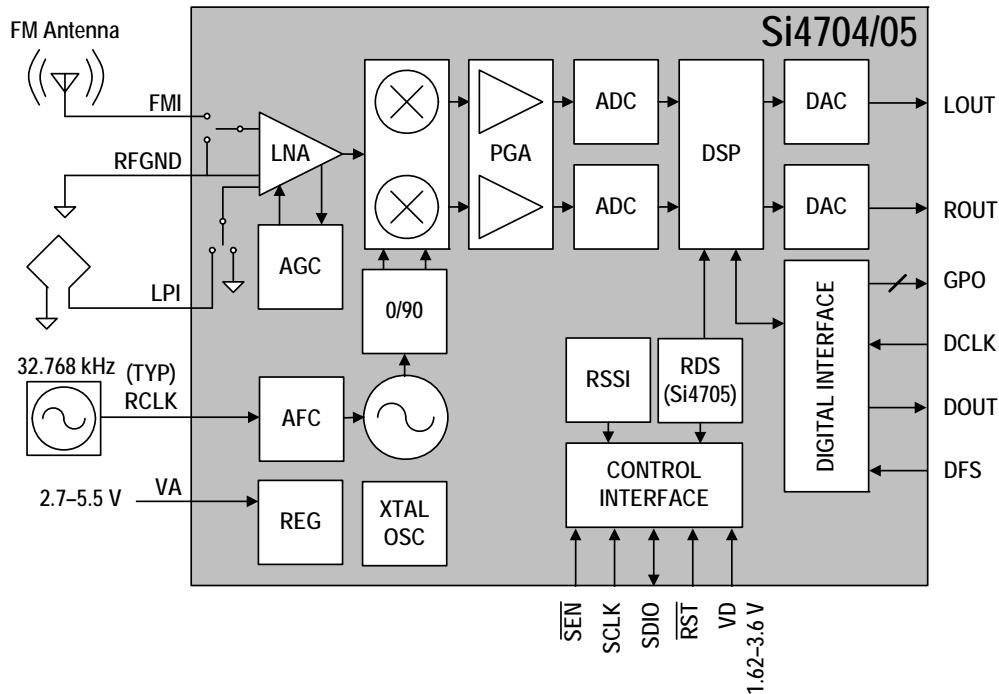 Si4704/05
FM Antenna
FMI
RFGND
LPI
32.768 kHz (TYP)
RCLK
VA
2.7–5.5 V
LNA
AGC
0/90
AFC
REG
XTAL
OSC
PGA
ADC
ADC
DSP
DAC
DAC
RSSI
RDS
(Si4705)
CONTROL
INTERFACE
DIGITAL INTERFACE
LOUT
ROUT
GPO
DCLK
DOUT
DFS
SEN
SCLK
SDIO
RST
VD
1.62–3.6 V